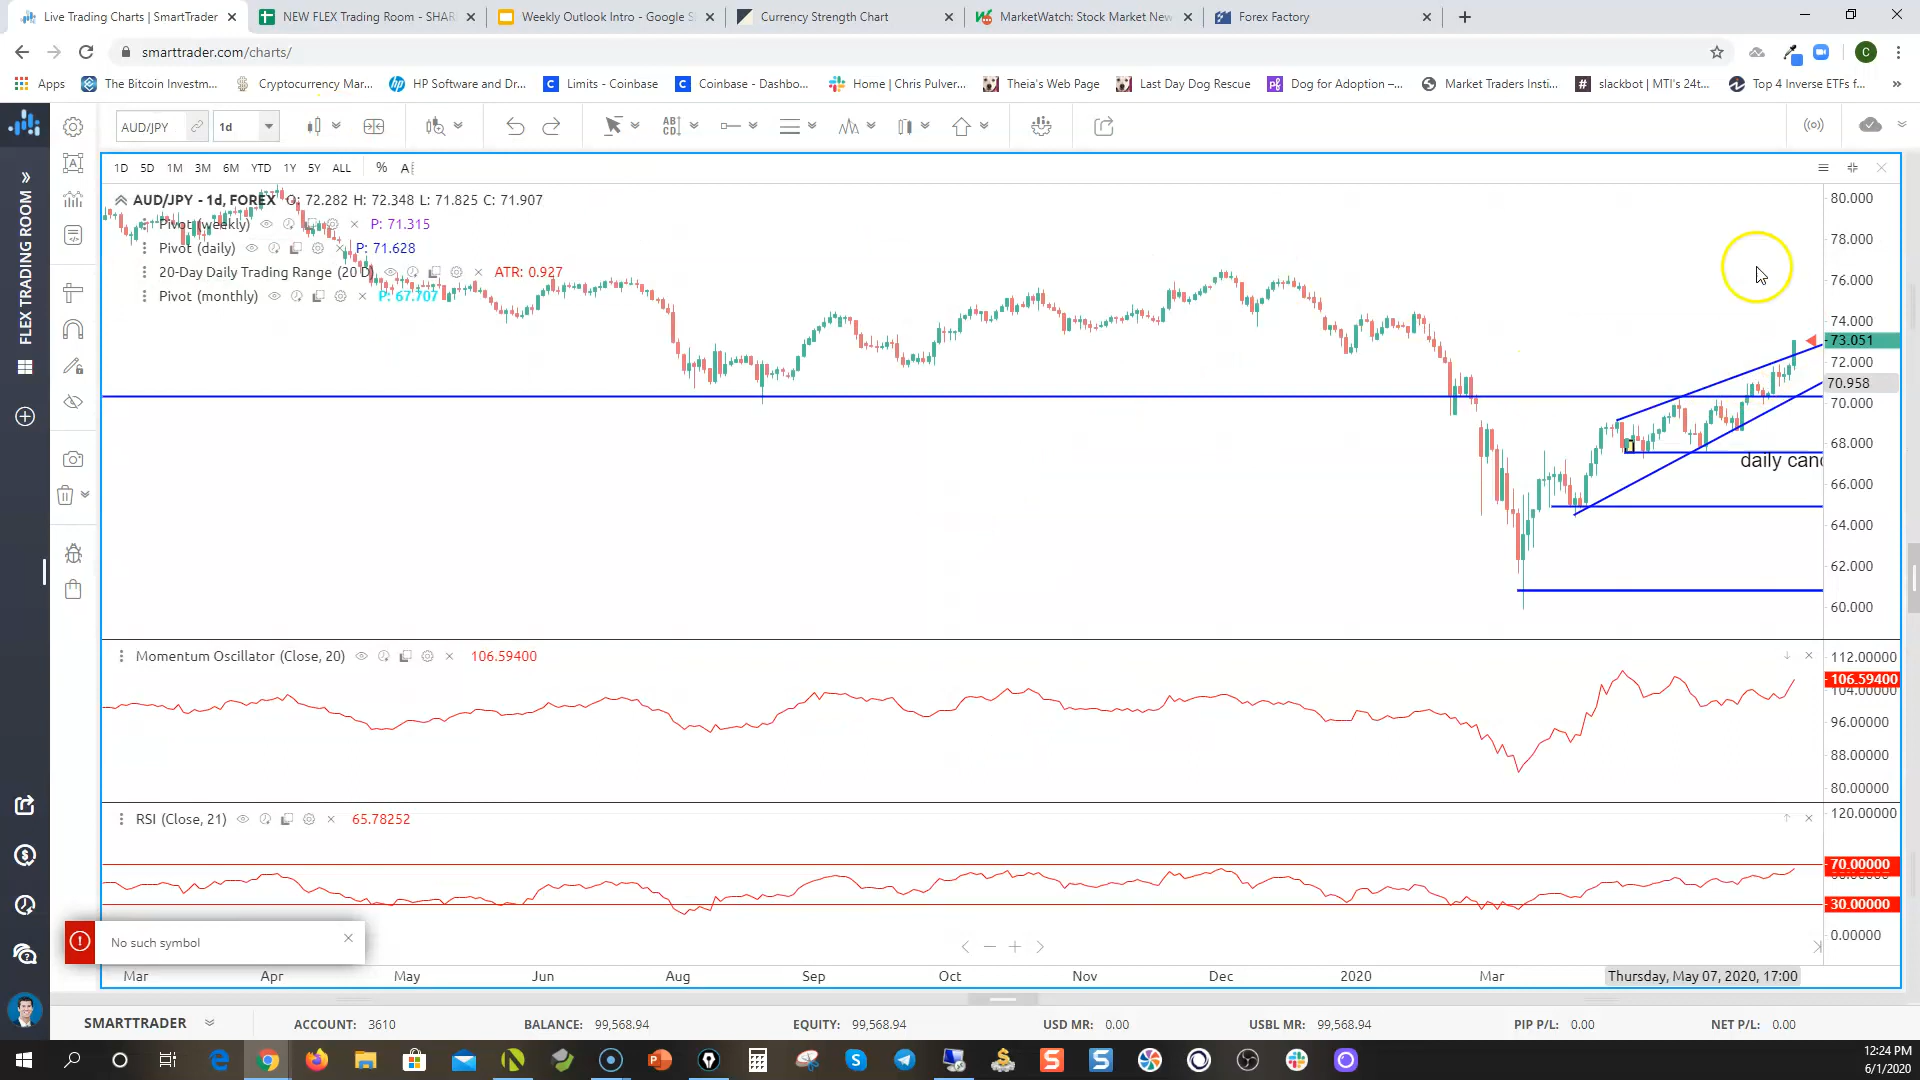 Live Trading Charts | SmartTrader
NEW FLEX Trading Room - SHAR
Weekly Outlook Intro - Google S
Currency Strength Chart
MarketWatch: Stock Market New
Forex Factory
smarttrader.com/charts/
C
Apps
The Bitcoin Investm...
Cryptocurrency Mar...
HP Software and Dr...
Limits - Coinbase
Coinbase - Dashbo...
Home | Chris Pulver...
Theia's Web Page
Last Day Dog Rescue
Dog for Adoption –...
Market Traders Insti...
slackbot | MTI's 24t...
Top 4 Inverse ETFs f...
AUD/JPY
1d
AB
CD
FLEX TRADING ROOM
1D 5D 1M 3M 6M YTD 1Y 5Y ALL % A
AUD/JPY - 1d, FOREX O: 72.282 H: 72.348 L: 71.825 C: 71.907
Pivot (weekly) P: 71.315
Pivot (daily) P: 71.628
20-Day Daily Trading Range (20 D) ATR: 0.927
Pivot (monthly) P: 67.707
80.000
78.000
76.000
74.000
73.051
72.000
70.958
70.000
68.000
daily canc
66.000
64.000
62.000
60.000
Momentum Oscillator (Close, 20) 106.59400
112.00000
106.59400
104.00000
96.00000
88.00000
80.00000
RSI (Close, 21) 65.78252
120.00000
70.00000
30.00000
0.00000
No such symbol
Mar Apr May Jun Aug Sep Oct Nov Dec 2020 Mar Thursday, May 07, 2020, 17:00
SMARTTRADER ACCOUNT: 3610 BALANCE: 99,568.94 EQUITY: 99,568.94 USD MR: 0.00 USBL MR: 99,568.94 PIP P/L: 0.00 NET P/L: 0.00
12:24 PM
6/1/2020